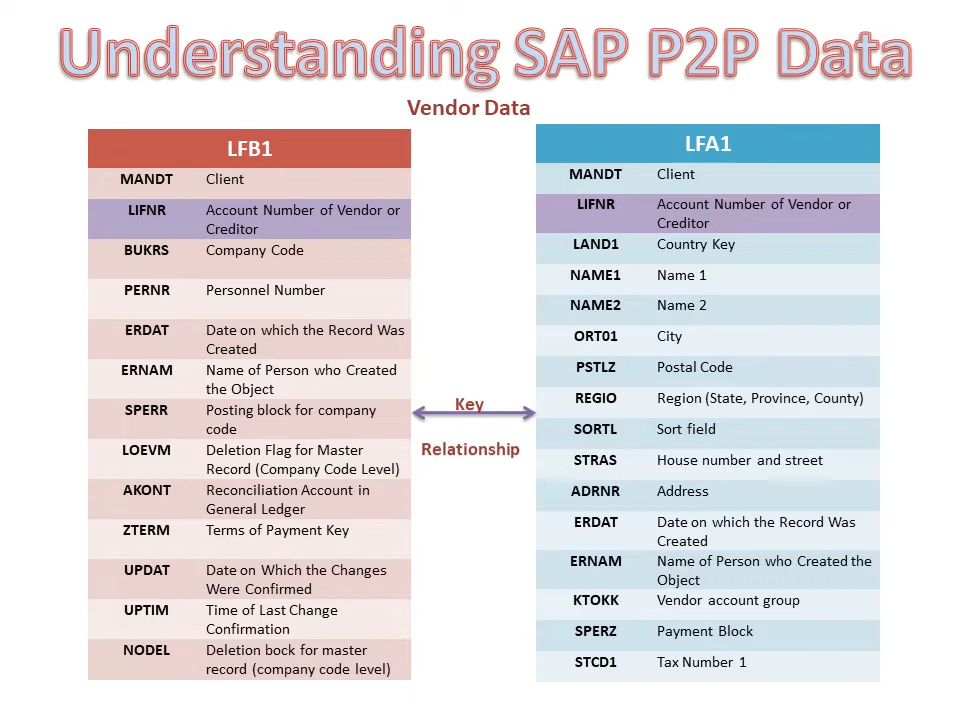 Understanding SAP P2P Data
Vendor Data
LFB1
MANDT Client
LIFNR Account Number of Vendor or
Creditor
BUKRS Company Code
PERNR Personnel Number
ERDAT Date on which the Record Was
Created
ERNAM Name of Person who Created
the Object
SPERR Posting block for company
code
LOEVM Deletion Flag for Master
Record (Company Code Level)
AKONT Reconciliation Account in
General Ledger
ZTERM Terms of Payment Key
UPDAT Date on Which the Changes
Were Confirmed
UPTIM Time of Last Change
Confirmation
NODEL Deletion bock for master
record (company code level)
Key
Relationship
LFA1
MANDT Client
LIFNR Account Number of Vendor or
Creditor
LAND1 Country Key
NAME1 Name 1
NAME2 Name 2
ORT01 City
PSTLZ Postal Code
REGIO Region (State, Province, County)
SORTL Sort field
STRAS House number and street
ADRNR Address
ERDAT Date on which the Record Was
Created
ERNAM Name of Person who Created the
Object
KTOKK Vendor account group
SPERZ Payment Block
STCD1 Tax Number 1